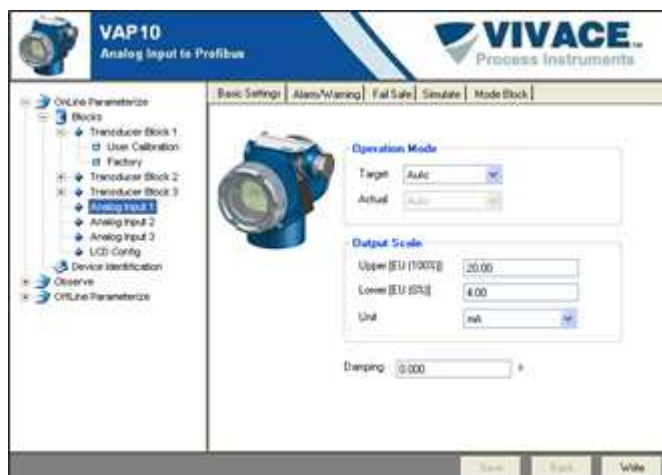 VAP10
Analog Input to Profibus
VIVACE™
Process Instruments
OnLine Parameterize
Blocks
Transducer Block 1
User Calibration
Factory
Transducer Block 2
Transducer Block 3
Analog Input 1
Analog Input 2
Analog Input 3
LCD Config
Device Identification
Observe
OffLine Parameterize
Basic Settings Alarm/Warning Fail Safe Simulate Mode Block
Operation Mode
Target Auto
Actual Auto
Output Scale
Upper [EU (100%)] 20.00
Lower [EU (0%)] 4.00
Unit mA
Damping 0.000 s
Save Back Write